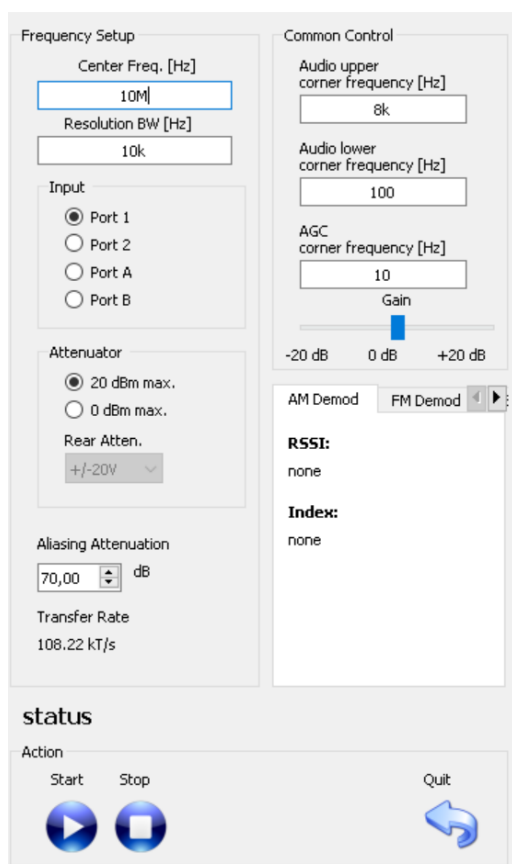 Frequency Setup
Center Freq. [Hz]
10M
Resolution BW [Hz]
10k
Input
Port 1
Port 2
Port A
Port B
Attenuator
20 dBm max.
0 dBm max.
Rear Atten.
+/-20V
Aliasing Attenuation
70,00 dB
Transfer Rate
108.22 kT/s
Common Control
Audio upper
corner frequency [Hz]
8k
Audio lower
corner frequency [Hz]
100
AGC
corner frequency [Hz]
10
Gain
-20 dB 0 dB +20 dB
AM Demod FM Demod
RSSI:
none
Index:
none
status
Action
Start Stop Quit